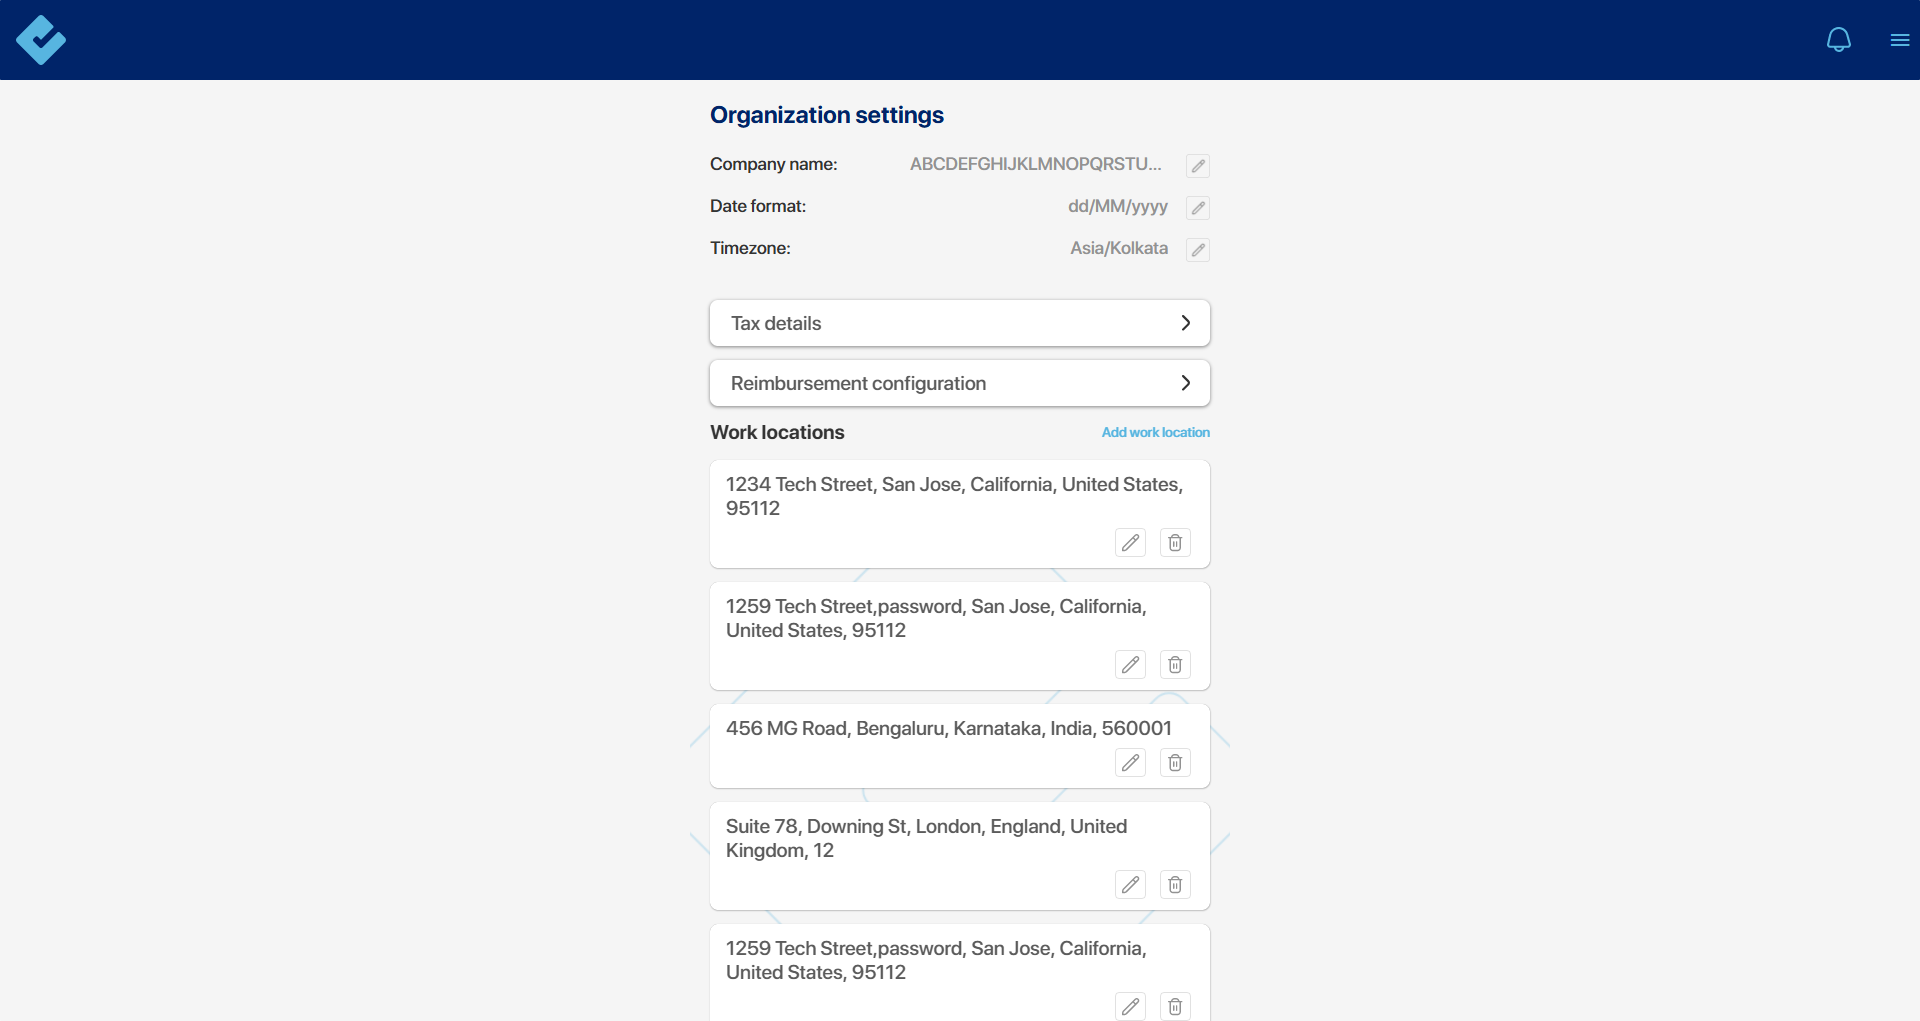 Organization settings
Company name: ABCDEFGHIJKLMNOPQRSTU...
Date format: dd/MM/yyyy
Timezone: Asia/Kolkata
Tax details
Reimbursement configuration
Work locations Add work location
1234 Tech Street, San Jose, California, United States,
95112
1259 Tech Street,password, San Jose, California,
United States, 95112
456 MG Road, Bengaluru, Karnataka, India, 560001
Suite 78, Downing St, London, England, United
Kingdom, 12
1259 Tech Street,password, San Jose, California,
United States, 95112